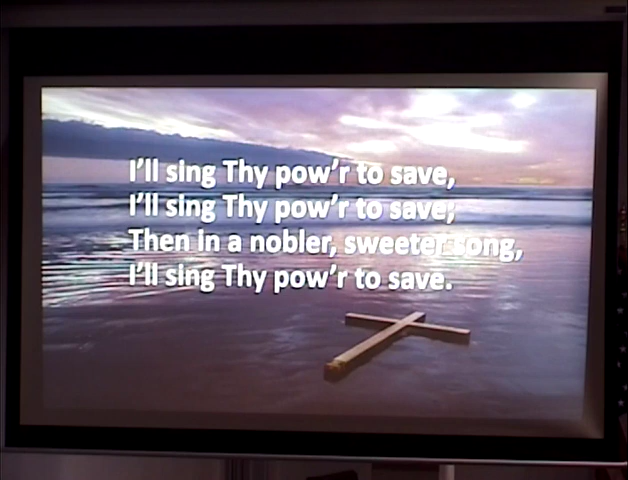 I'll sing Thy pow'r to save,
I'll sing Thy pow'r to save;
Then in a nobler, sweeter song,
I'll sing Thy pow'r to save.